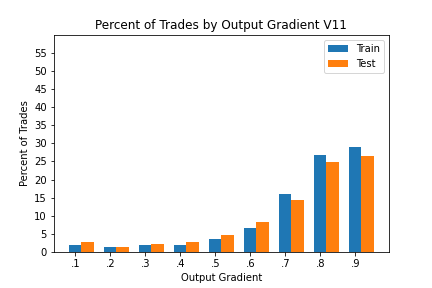 Percent of Trades by Output Gradient V11
Train
Test
Percent of Trades
55
50
45
40
35
30
25
20
15
10
5
0
.1 .2 .3 .4 .5 .6 .7 .8 .9
Output Gradient